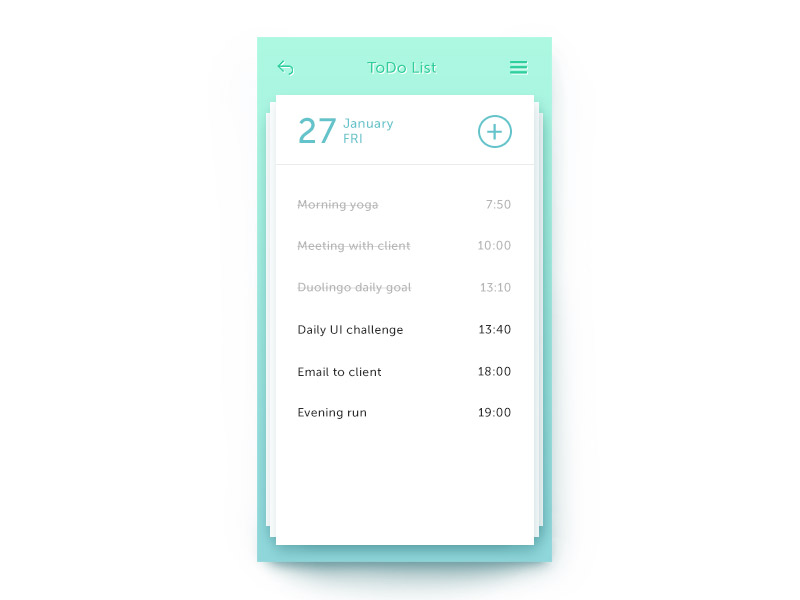 ToDo List
27 January
FRI
Morning yoga 7:50
Meeting with client 10:00
Duolingo daily goal 13:10
Daily UI challenge 13:40
Email to client 18:00
Evening run 19:00